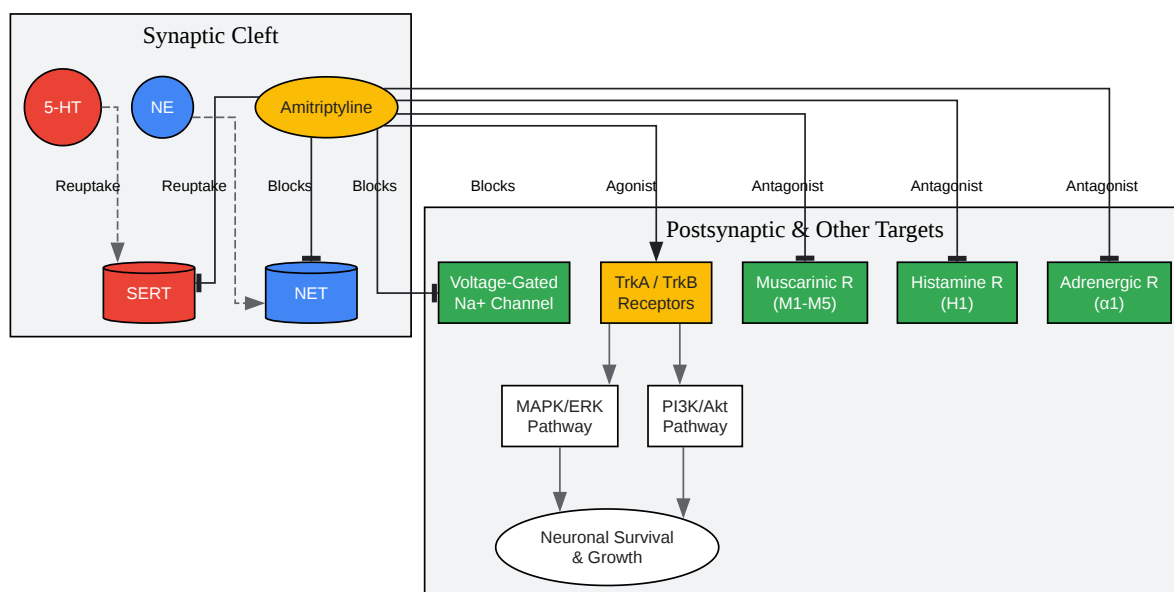 Synaptic Cleft
5-HT
NE
Amitriptyline
Reuptake
Reuptake
Blocks
Blocks
Blocks
Agonist
Antagonist
Antagonist
Antagonist
Postsynaptic & Other Targets
SERT
NET
Voltage-Gated
Na+ Channel
TrkA / TrkB
Receptors
Muscarinic R
(M1-M5)
Histamine R
(H1)
Adrenergic R
(α1)
MAPK/ERK
Pathway
PI3K/Akt
Pathway
Neuronal Survival
& Growth